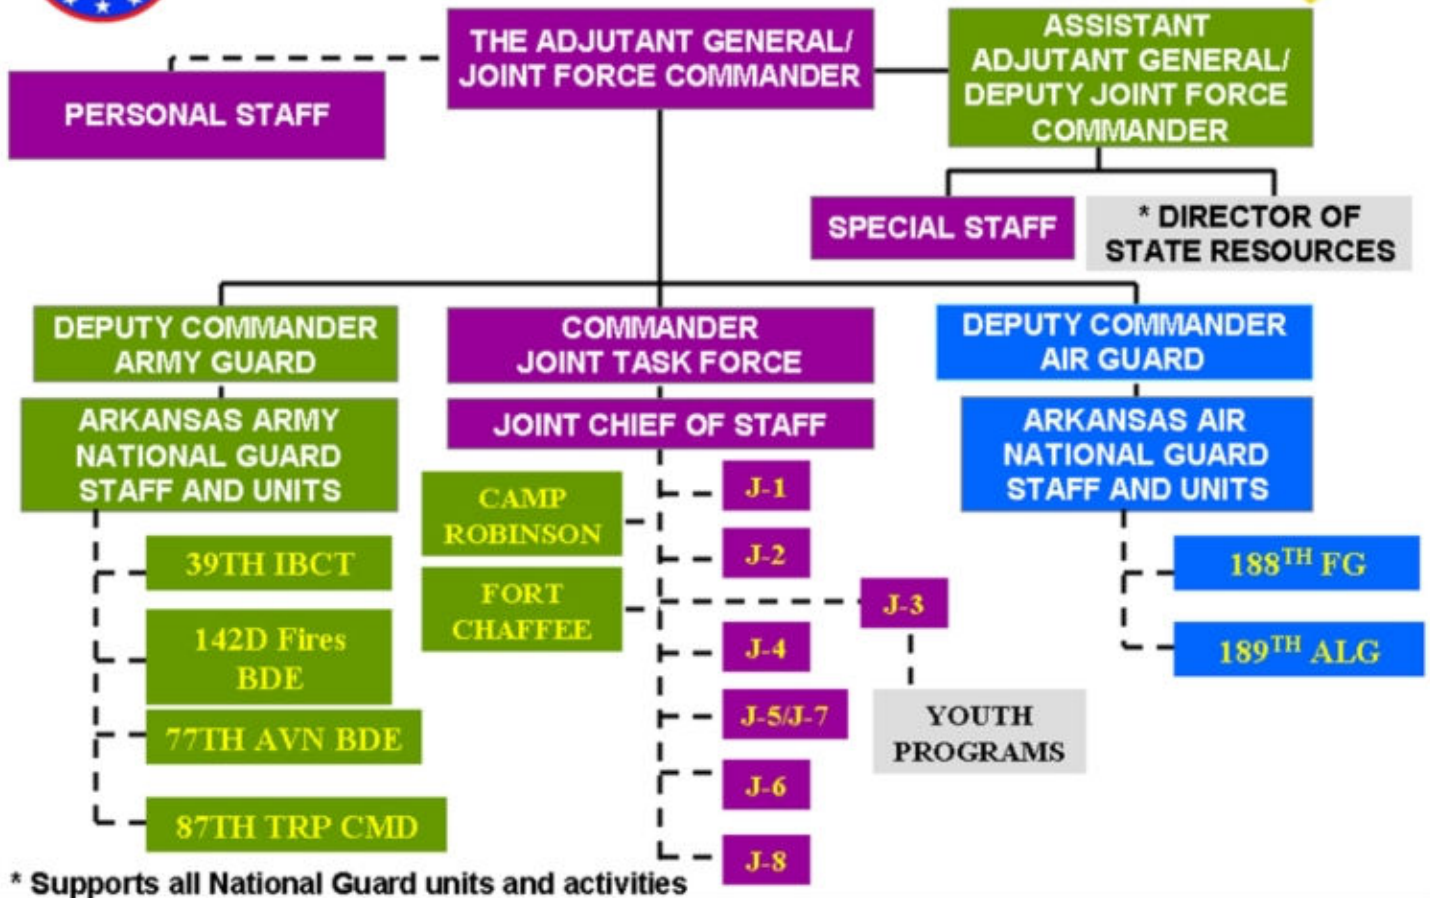 THE ADJUTANT GENERAL/
JOINT FORCE COMMANDER
ASSISTANT
ADJUTANT GENERAL/
DEPUTY JOINT FORCE
COMMANDER
PERSONAL STAFF
SPECIAL STAFF
* DIRECTOR OF
STATE RESOURCES
DEPUTY COMMANDER
ARMY GUARD
COMMANDER
JOINT TASK FORCE
DEPUTY COMMANDER
AIR GUARD
ARKANSAS ARMY
NATIONAL GUARD
STAFF AND UNITS
JOINT CHIEF OF STAFF
ARKANSAS AIR
NATIONAL GUARD
STAFF AND UNITS
39TH IBCT
142D Fires
BDE
77TH AVN BDE
87TH TRP CMD
CAMP
ROBINSON
FORT
CHAFFEE
J-1
J-2
J-3
J-4
J-5/J-7
J-6
J-8
YOUTH
PROGRAMS
188TH FG
189TH ALG
* Supports all National Guard units and activities